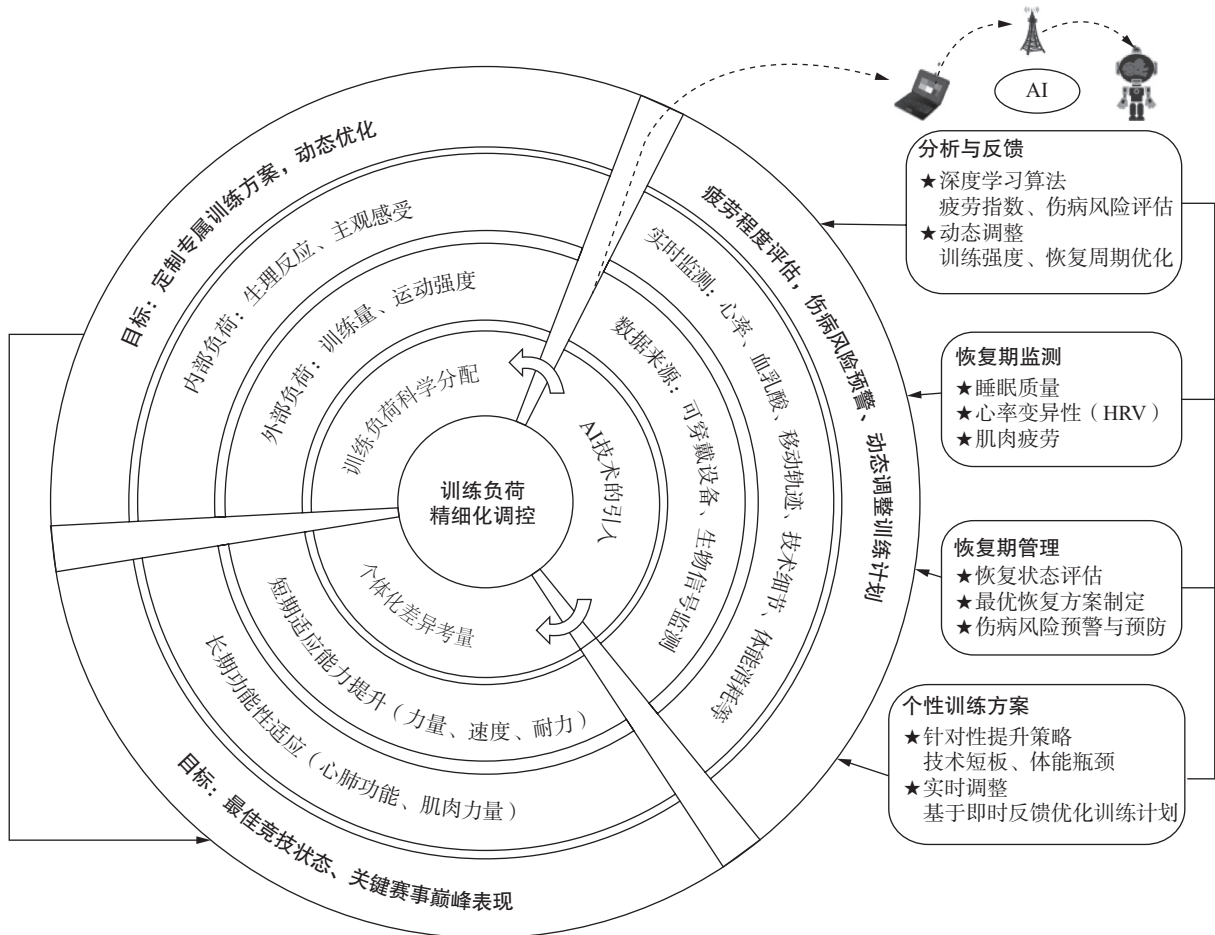 AI
目标：定制专属训练方案，动态优化
内部负荷：生理反应、主观感受
外部负荷：训练量、运动强度
训练负荷科学分配
训练负荷
精细化调控
AI技术的引入
数据来源：可穿戴设备、生物信号监测
实时监测：心率、血乳酸、移动轨迹、技术细节、体能消耗等
疲劳程度评估，伤病风险预警、动态调整训练计划
个体化差异考量
短期适应能力提升（力量、速度、耐力）
长期功能性适应（心肺功能、肌肉力量）
目标：最佳竞技状态、关键赛事巅峰表现
分析与反馈
★深度学习算法
疲劳指数、伤病风险评估
★动态调整
训练强度、恢复周期优化
恢复期监测
★睡眠质量
★心率变异性（HRV）
★肌肉疲劳
恢复期管理
★恢复状态评估
★最优恢复方案制定
★伤病风险预警与预防
个性训练方案
★针对性提升策略
技术短板、体能瓶颈
★实时调整
基于即时反馈优化训练计划